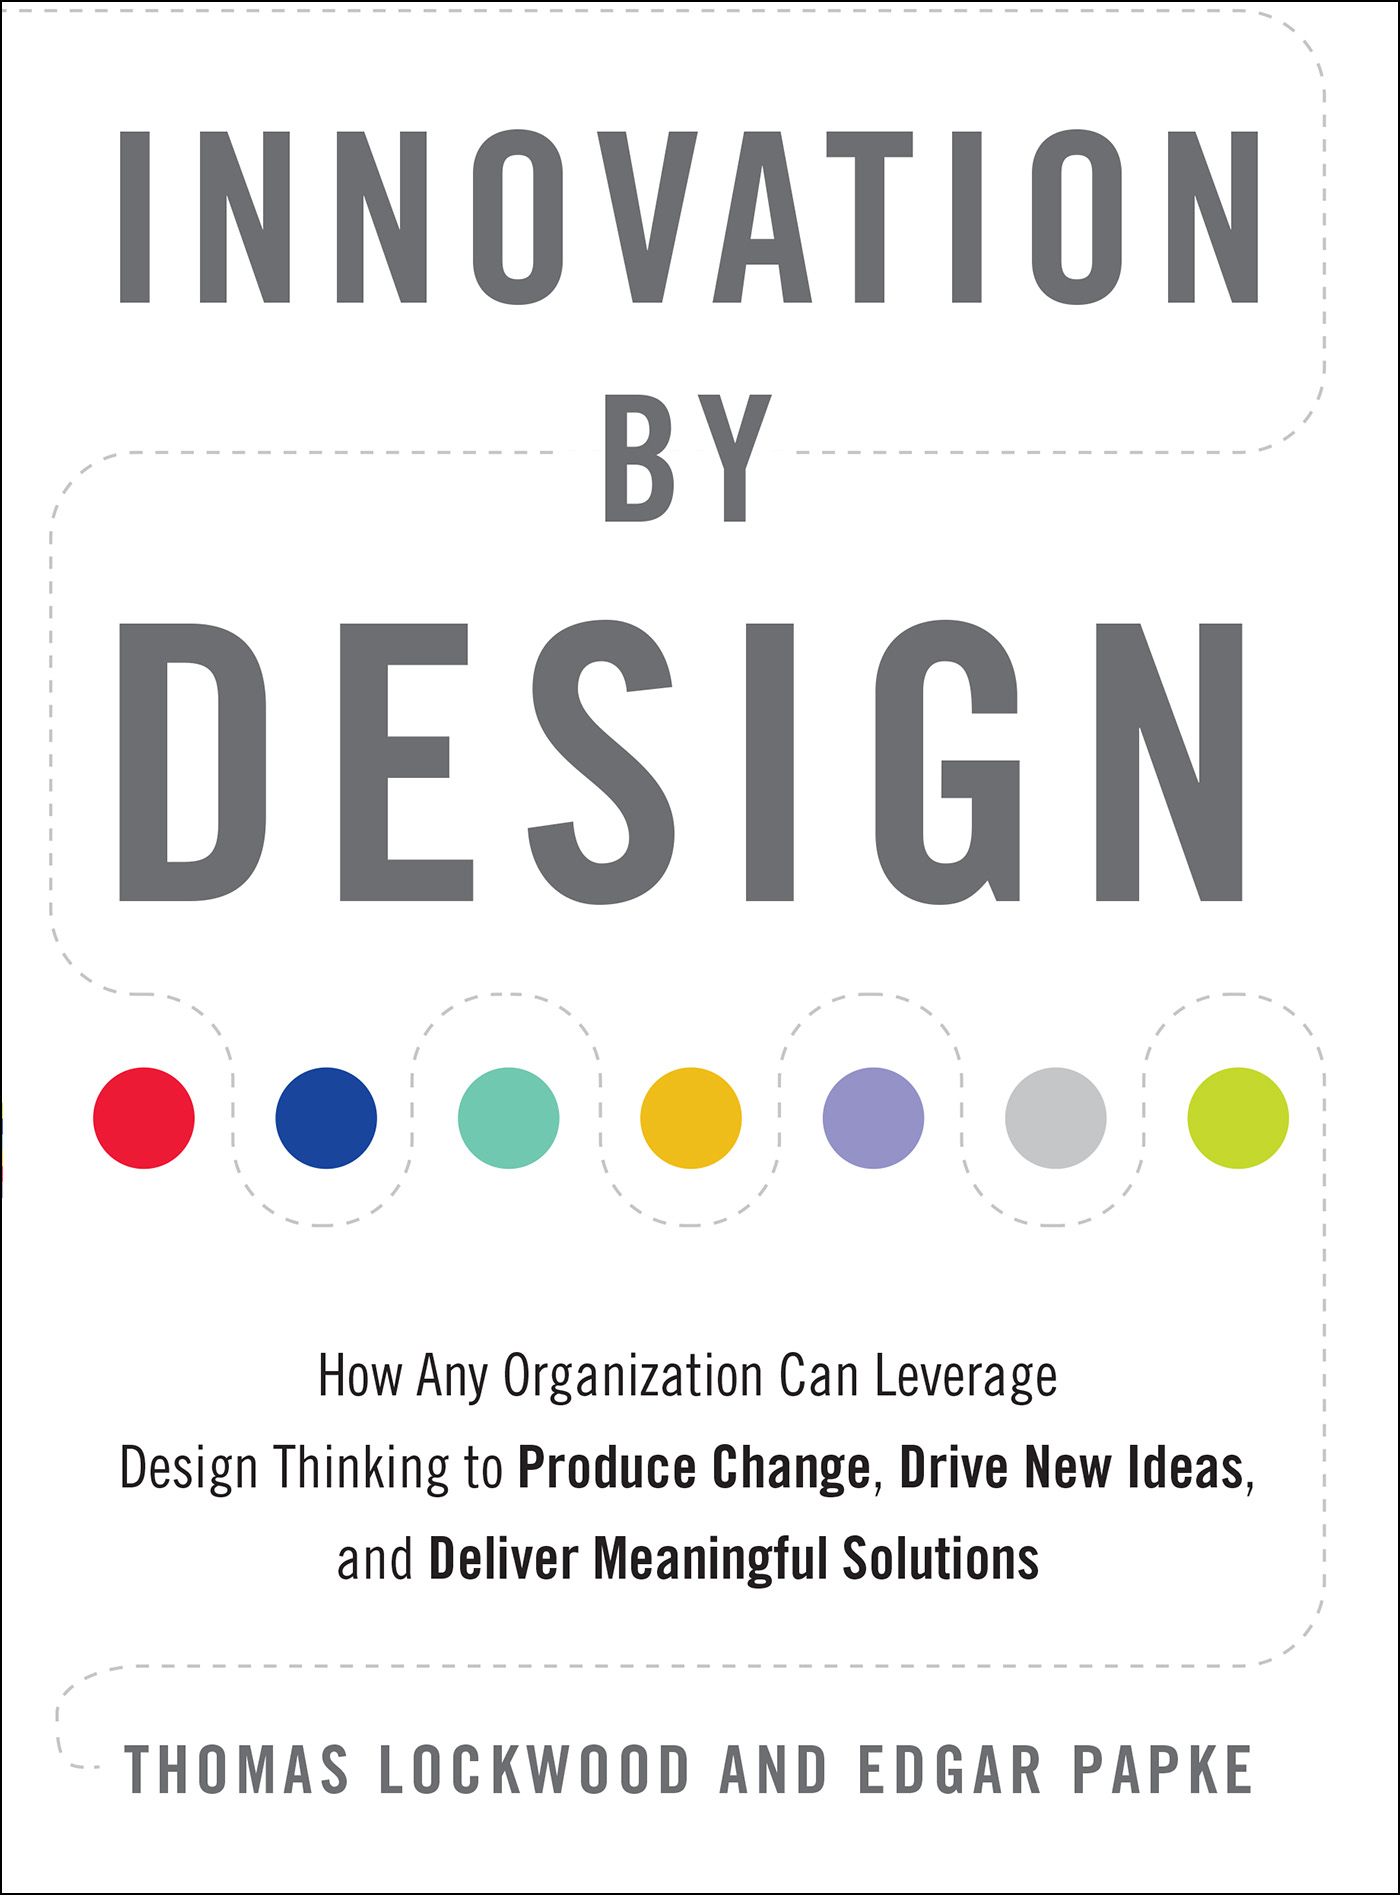 INNOVATION
BY
DESIGN
How Any Organization Can Leverage
Design Thinking to Produce Change, Drive New Ideas,
and Deliver Meaningful Solutions
THOMAS LOCKWOOD AND EDGAR PAPKE